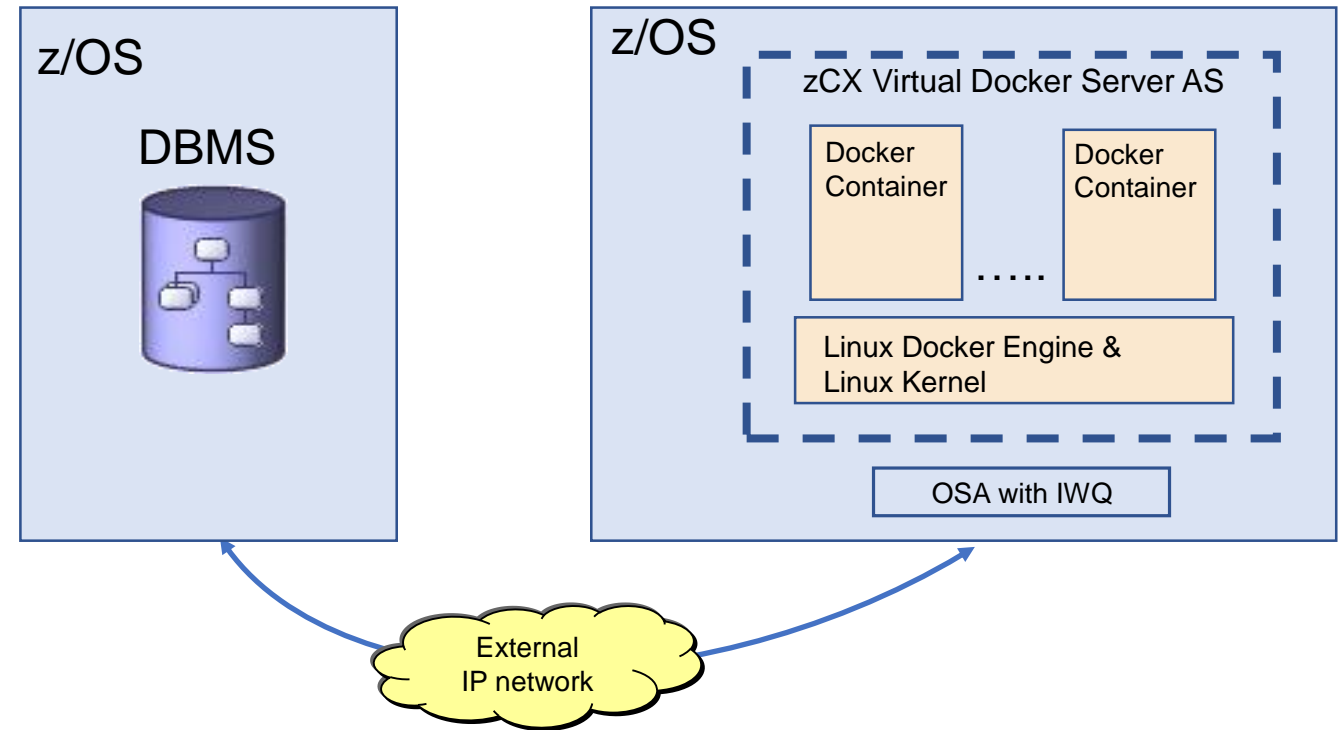 z/OS
DBMS
z/OS
zCX Virtual Docker Server AS
Docker
Container
.....
Docker
Container
Linux Docker Engine &
Linux Kernel
OSA with IWQ
External
IP network